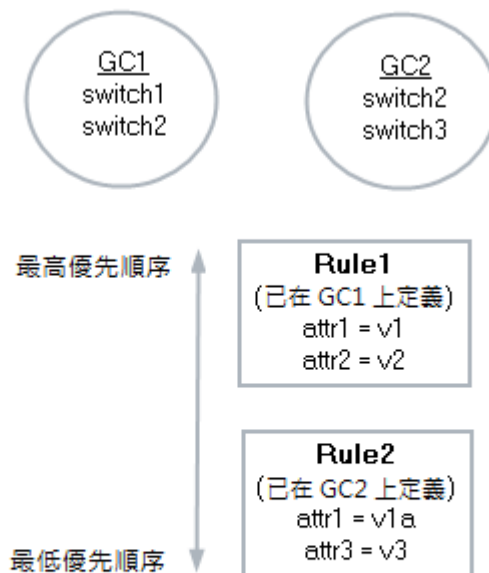 GC1
switch1
switch2
GC2
switch2
switch3
最高優先順序
Rule1
(已在 GC1 上定義)
attr1 = v1
attr2 = v2
Rule2
(已在 GC2 上定義)
attr1 = v1a
attr3 = v3
最低優先順序